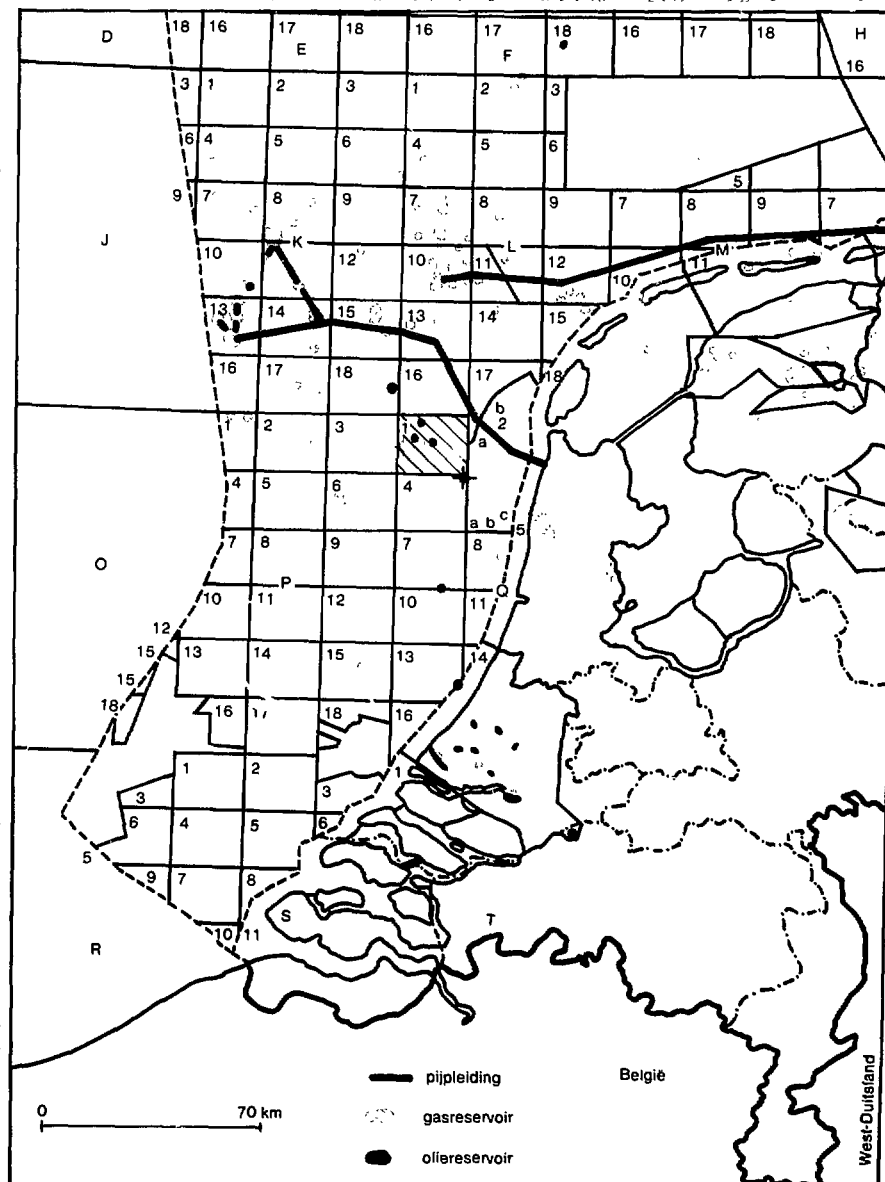 D 18 16 17 E 18 16 17 F 18 16 17 18 H
16
3 1 2 3 1 2 3
6 4 5 6 4 5 6
5
9 7 8 9 7 8 9 7 8 9 7
J 10 K 12 10 11 L 12 10 11 M
13 14 15 13 14 15
16 17 18 16 17 18
1 2 3 1 a b 2
4 5 6 4 a b c 5
7 8 9 7 8
O 10 11 P 12 10 11 Q
12
15 13 14 15 13 14
15
18 16 17 18 16
1 2 1
3 3
6 4 5 6
5
9 7 8
10 11 S T
R
pijpleiding België
0 70 km
gasreservoir
oliereservoir
West-Duitsland